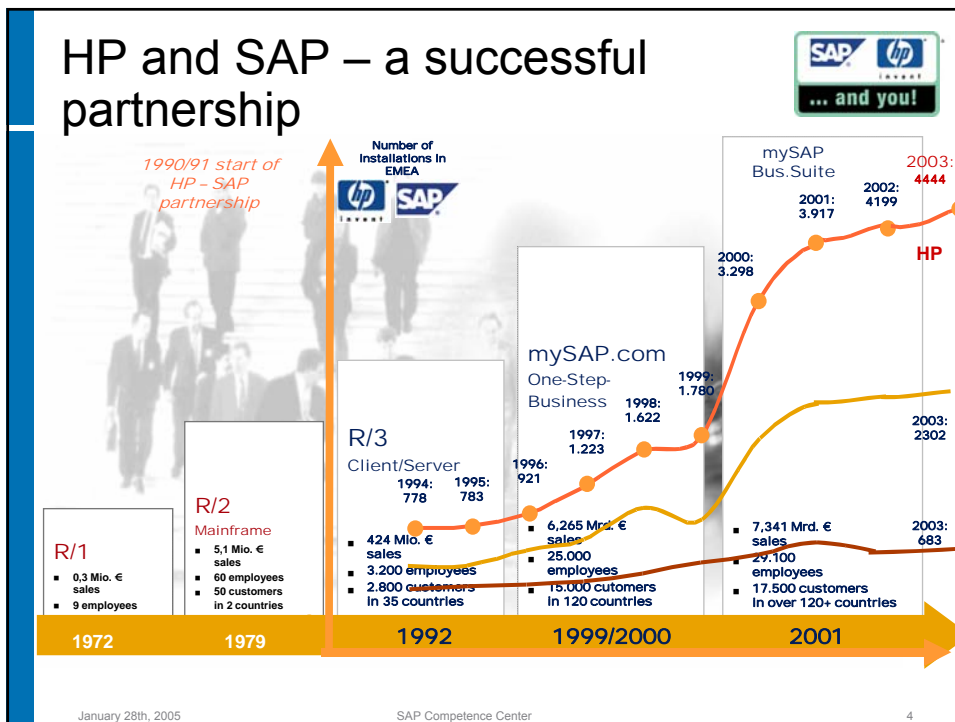 HP and SAP – a successful
partnership
SAP
hp
invent
... and you!
1990/91 start of
HP – SAP
partnership
Number of
Installations in
EMEA
hp
invent
SAP
mySAP
Bus.Suite
2003:
4444
2002:
4199
2001:
3.917
HP
2000:
3.298
mySAP.com
One-Step-
Business
1999:
1.780
1998:
1.622
1997:
1.223
1996:
921
R/3
Client/Server
1994:
778
1995:
783
2003:
2302
2003:
683
R/2
Mainframe
▪ 5,1 Mio. €
sales
▪ 60 employees
▪ 50 customers
in 2 countries
R/1
▪ 0,3 Mio. €
sales
▪ 9 employees
▪ 424 Mio. €
sales
▪ 3.200 employees
▪ 2.800 customers
in 35 countries
▪ 6,265 Mrd. €
sales
▪ 25.000
employees
▪ 15.000 cutomers
in 120 countries
▪ 7,341 Mrd. €
sales
▪ 29.100
employees
▪ 17.500 customers
in over 120+ countries
1972
1979
1992
1999/2000
2001
January 28th, 2005
SAP Competence Center
4